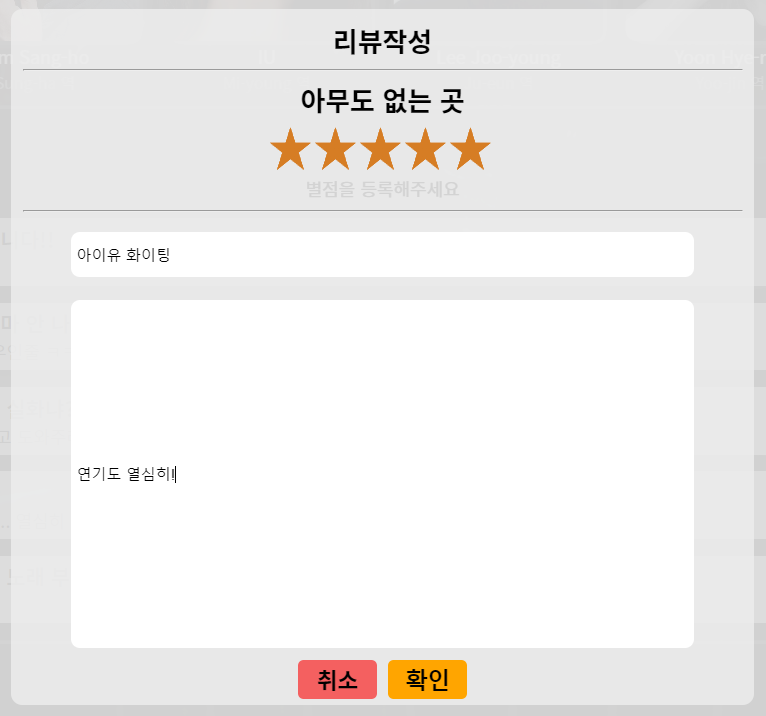 리뷰작성
아무도 없는 곳
별점을 등록해주세요
아이유 화이팅
연기도 열심히!
취소
확인